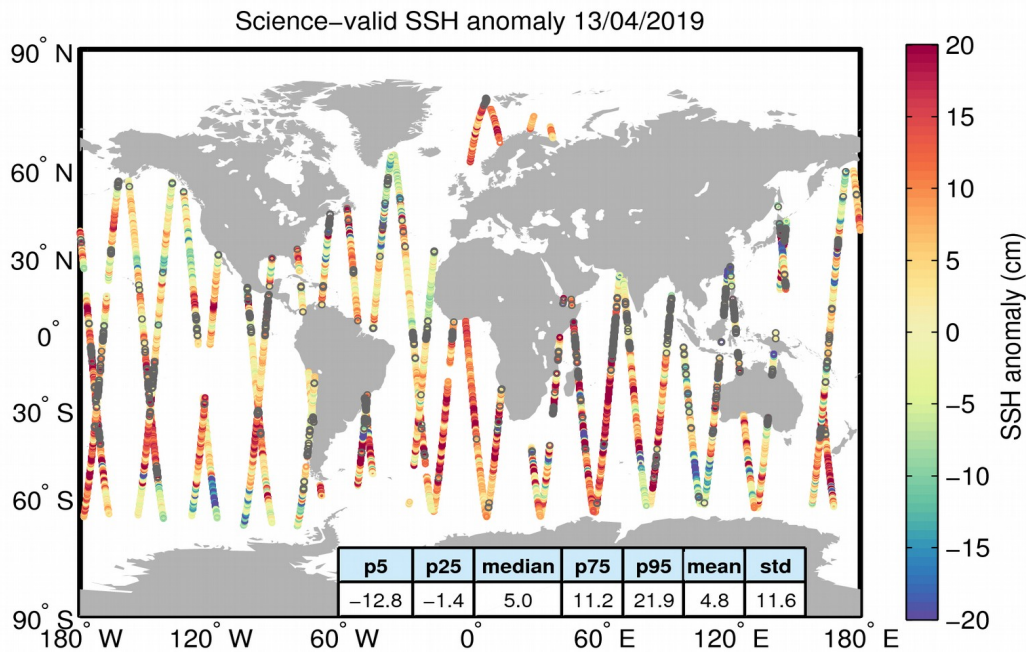 Science−valid SSH anomaly 13/04/2019
90° N
60° N
30° N
0°
30° S
60° S
90° S
180° W 120° W 60° W 0° 60° E 120° E 180° E
p5 p25 median p75 p95 mean std
−12.8 −1.4 5.0 11.2 21.9 4.8 11.6
20
15
10
5
0
−5
−10
−15
−20
SSH anomaly (cm)